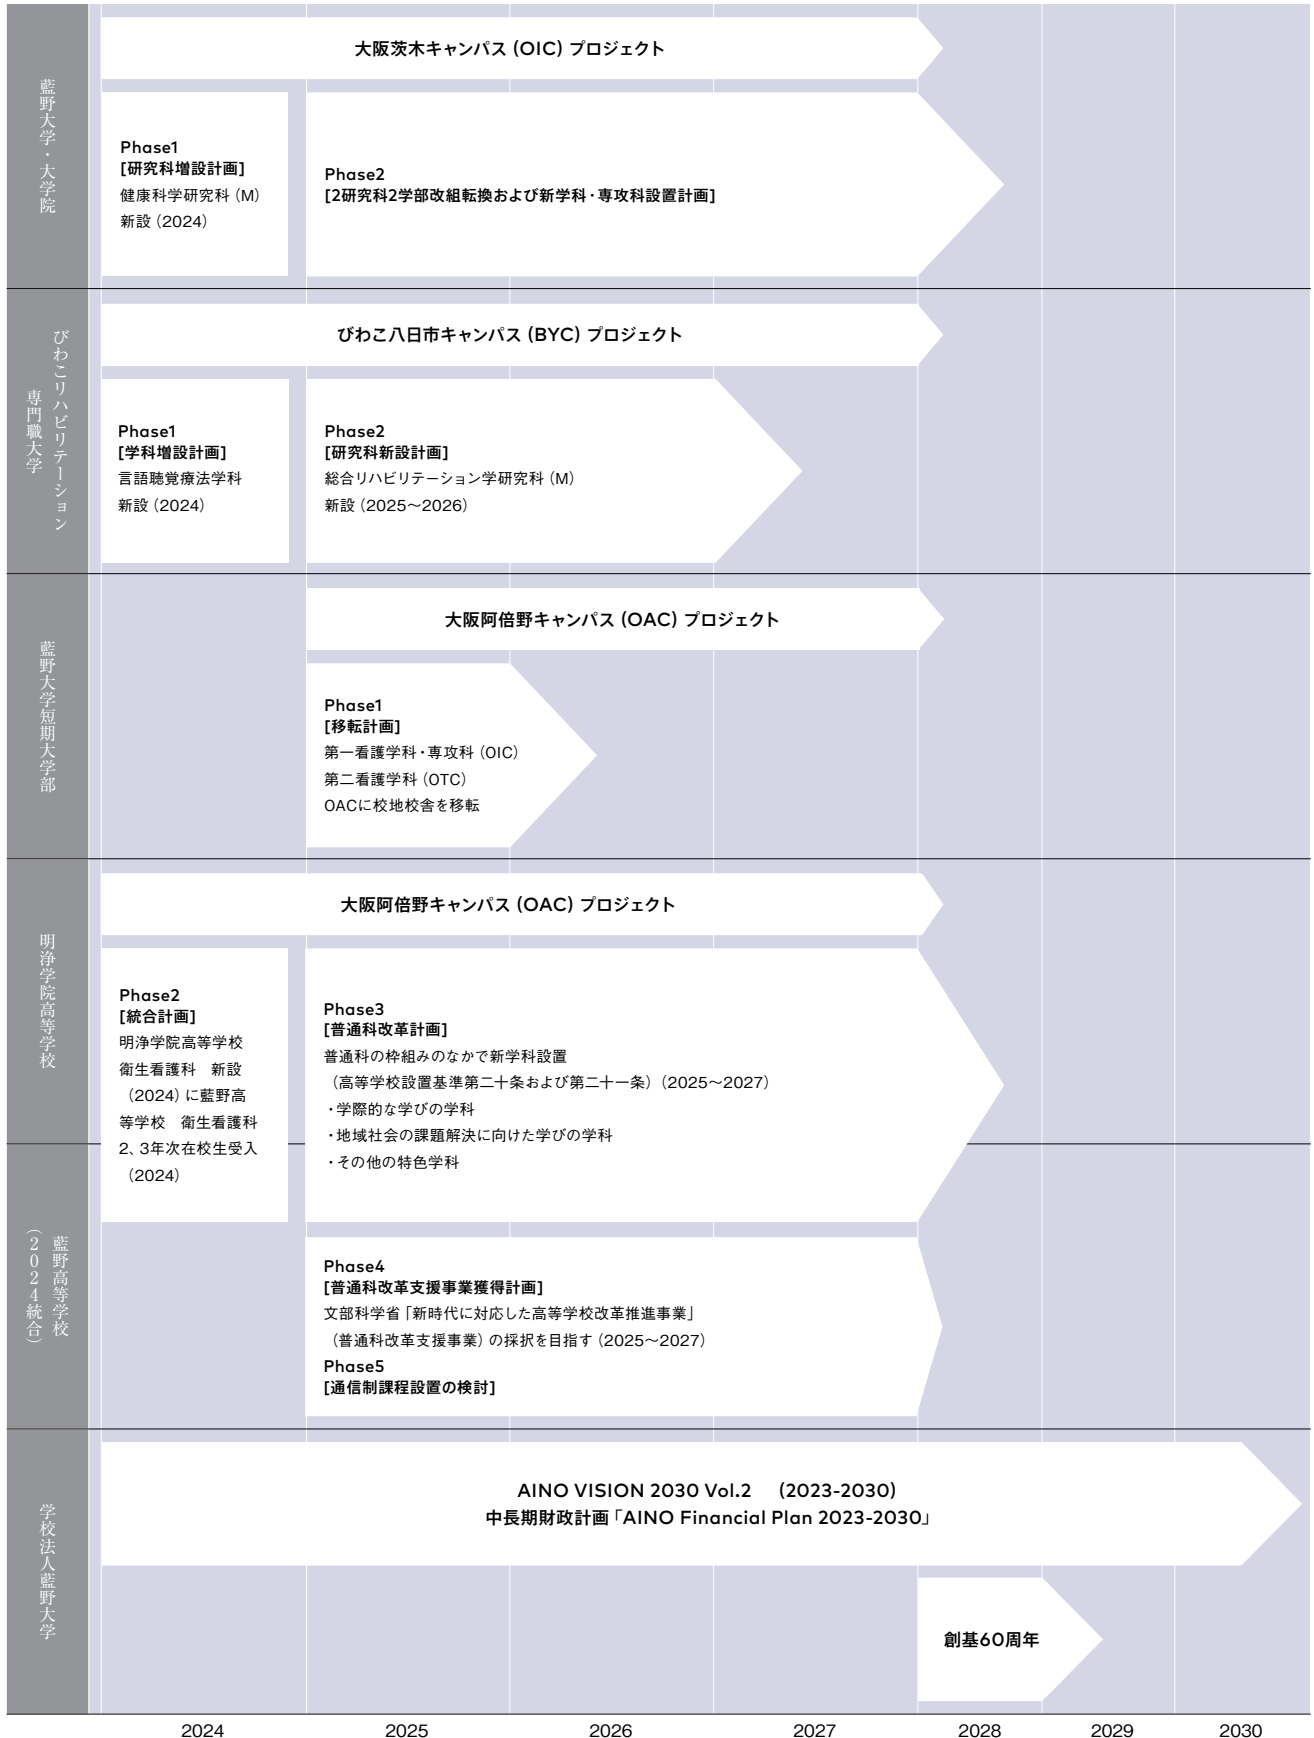 藍野大学・大学院
大阪茨木キャンパス（OIC）プロジェクト
Phase1
[研究科増設計画]
健康科学研究科（M）
新設（2024）
Phase2
[2研究科2学部改組転換および新学科・専攻科設置計画]
びわこリハビリテーション
専門職大学
びわこ八日市キャンパス（BYC）プロジェクト
Phase1
[学科増設計画]
言語聴覚療法学科
新設（2024）
Phase2
[研究科新設計画]
総合リハビリテーション学研究科（M）
新設（2025〜2026）
藍野大学短期大学部
大阪阿倍野キャンパス（OAC）プロジェクト
Phase1
[移転計画]
第一看護学科・専攻科（OIC）
第二看護学科（OTC）
OACに校地校舎を移転
明浄学院高等学校
大阪阿倍野キャンパス（OAC）プロジェクト
Phase2
[統合計画]
明浄学院高等学校
衛生看護科　新設
（2024）に藍野高
等学校　衛生看護科
2、3年次在校生受入
（2024）
Phase3
[普通科改革計画]
普通科の枠組みのなかで新学科設置
（高等学校設置基準第二十条および第二十一条）（2025〜2027）
・学際的な学びの学科
・地域社会の課題解決に向けた学びの学科
・その他の特色学科
藍野高等学校
（2024統合）
Phase4
[普通科改革支援事業獲得計画]
文部科学省「新時代に対応した高等学校改革推進事業」
（普通科改革支援事業）の採択を目指す（2025〜2027）
Phase5
[通信制課程設置の検討]
学校法人藍野大学
AINO VISION 2030 Vol.2　（2023-2030）
中長期財政計画「AINO Financial Plan 2023-2030」
創基60周年
2024 2025 2026 2027 2028 2029 2030